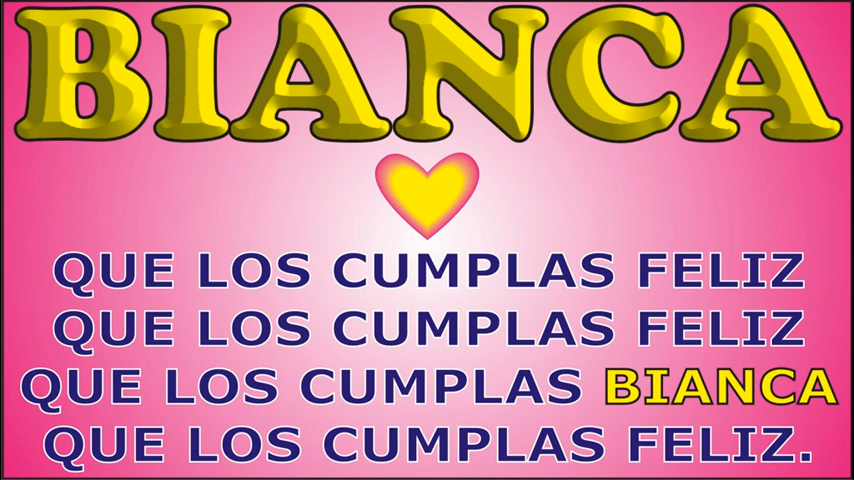 BIANCA
QUE LOS CUMPLAS FELIZ
QUE LOS CUMPLAS FELIZ
QUE LOS CUMPLAS BIANCA
QUE LOS CUMPLAS FELIZ.